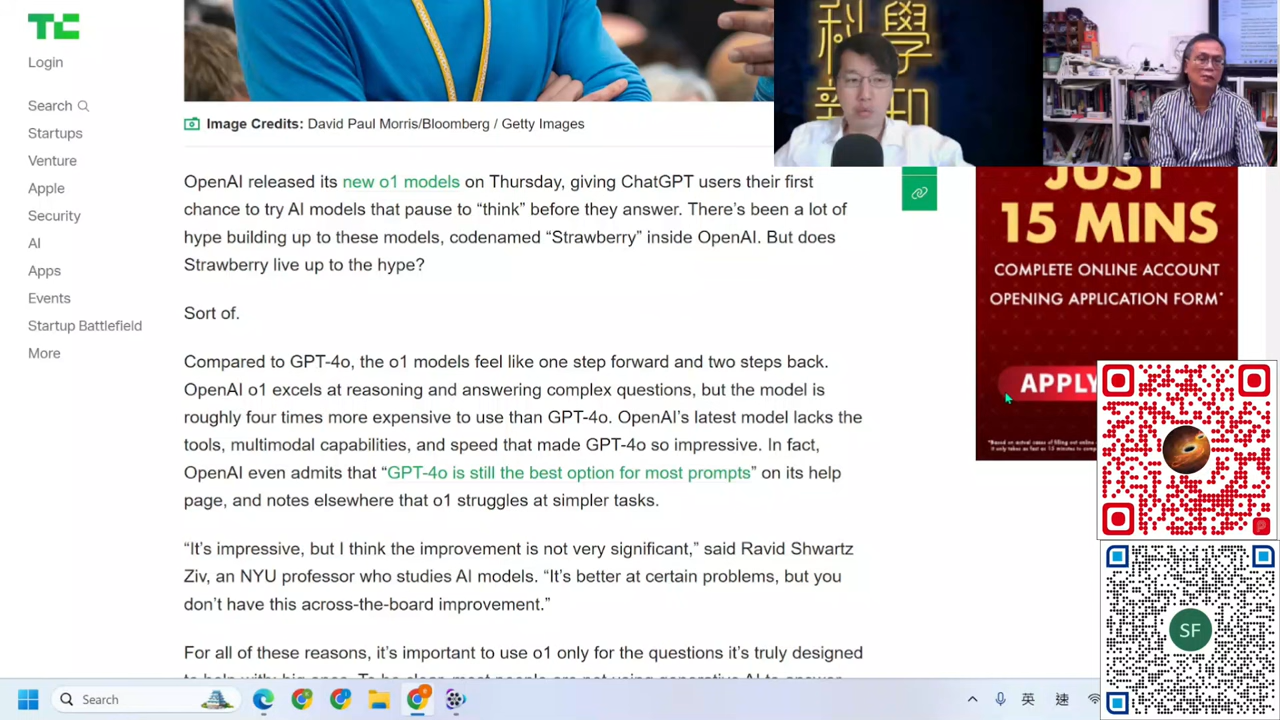 TC
Login
Search
Startups
Venture
Apple
Security
AI
Apps
Events
Startup Battlefield
More
Image Credits: David Paul Morris/Bloomberg / Getty Images
OpenAI released its new o1 models on Thursday, giving ChatGPT users their first
chance to try AI models that pause to “think” before they answer. There’s been a lot of
hype building up to these models, codenamed “Strawberry” inside OpenAI. But does
Strawberry live up to the hype?
Sort of.
Compared to GPT-4o, the o1 models feel like one step forward and two steps back.
OpenAI o1 excels at reasoning and answering complex questions, but the model is
roughly four times more expensive to use than GPT-4o. OpenAI’s latest model lacks the
tools, multimodal capabilities, and speed that made GPT-4o so impressive. In fact,
OpenAI even admits that “GPT-4o is still the best option for most prompts” on its help
page, and notes elsewhere that o1 struggles at simpler tasks.
“It’s impressive, but I think the improvement is not very significant,” said Ravid Shwartz
Ziv, an NYU professor who studies AI models. “It’s better at certain problems, but you
don’t have this across-the-board improvement.”
For all of these reasons, it’s important to use o1 only for the questions it’s truly designed
科學
新知
JUST
15 MINS
COMPLETE ONLINE ACCOUNT
OPENING APPLICATION FORM*
APPLY
SF
Search
英
速